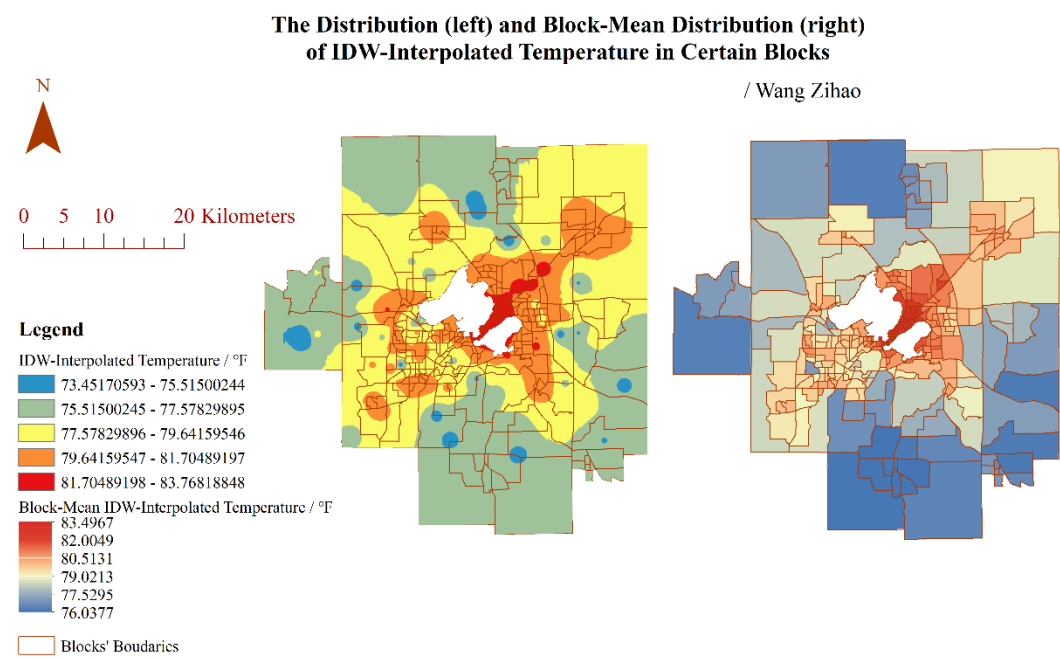 The Distribution (left) and Block-Mean Distribution (right)
of IDW-Interpolated Temperature in Certain Blocks
/ Wang Zihao
N
0 5 10 20 Kilometers
Legend
IDW-Interpolated Temperature / °F
73.45170593 - 75.51500244
75.51500245 - 77.57829895
77.57829896 - 79.64159546
79.64159547 - 81.70489197
81.70489198 - 83.76818848
Block-Mean IDW-Interpolated Temperature / °F
83.4967
82.0049
80.5131
79.0213
77.5295
76.0377
Blocks' Boudaries